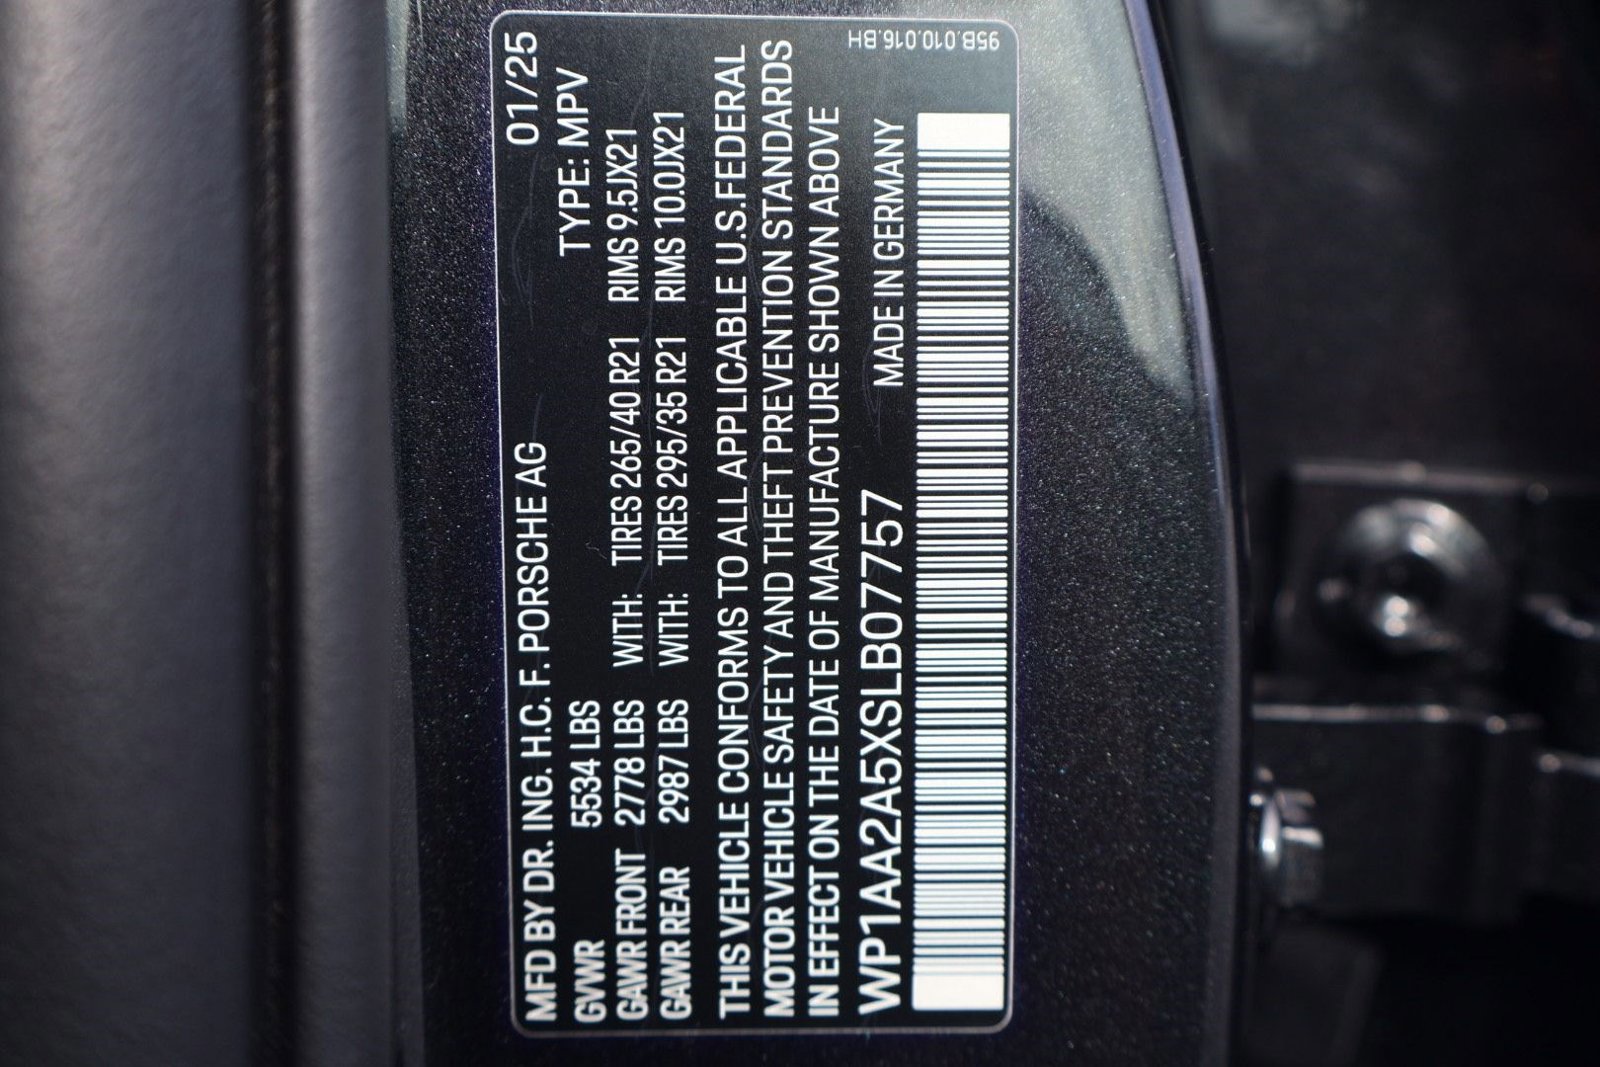 MFD BY DR. ING. H.C. F. PORSCHE AG 01/25
GVWR 5534 LBS TYPE: MPV
GAWR FRONT 2778 LBS WITH: TIRES 265/40 R21 RIMS 9.5JX21
GAWR REAR 2987 LBS WITH: TIRES 295/35 R21 RIMS 10.0JX21
THIS VEHICLE CONFORMS TO ALL APPLICABLE U.S.FEDERAL
MOTOR VEHICLE SAFETY AND THEFT PREVENTION STANDARDS
IN EFFECT ON THE DATE OF MANUFACTURE SHOWN ABOVE
WP1AA2A5XSLB07757 MADE IN GERMANY
95B.010.016.BH